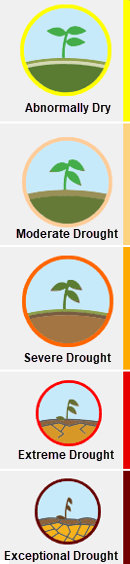 Abnormally Dry
Moderate Drought
Severe Drought
Extreme Drought
Exceptional Drought